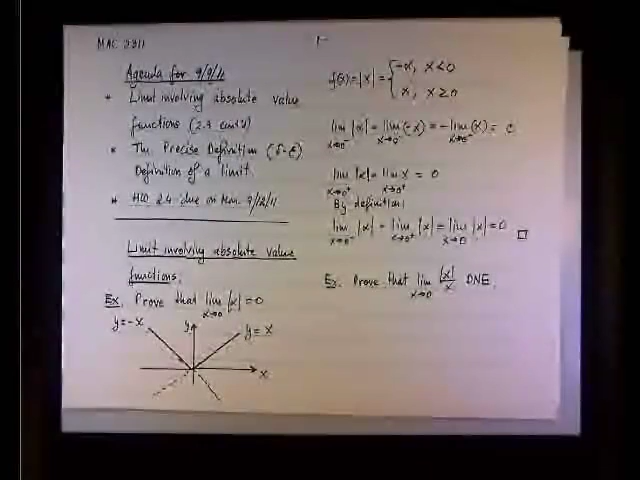 MAC 2311
1
Agenda for 9/9/11
* Limit involving absolute value
functions (2.3 cont'd)
* The Precise Definition (δ-ε)
Definition of a limit.
* HW 2.4 due on Mon. 9/12/11
Limit involving absolute value
functions.
Ex. Prove that lim |x| = 0
x→0
y=-x
y
y=x
x
f(x)=|x|= { -x, x<0
x, x≥0
lim |x| = lim (-x) = -lim (x) = 0
x→0⁻ x→0⁻ x→0⁻
lim |x| = lim x = 0
x→0⁺ x→0⁺
By definition:
lim |x| = lim |x| = lim |x| = 0 □
x→0⁻ x→0⁺ x→0
Ex. Prove that lim |x|/x DNE.
x→0